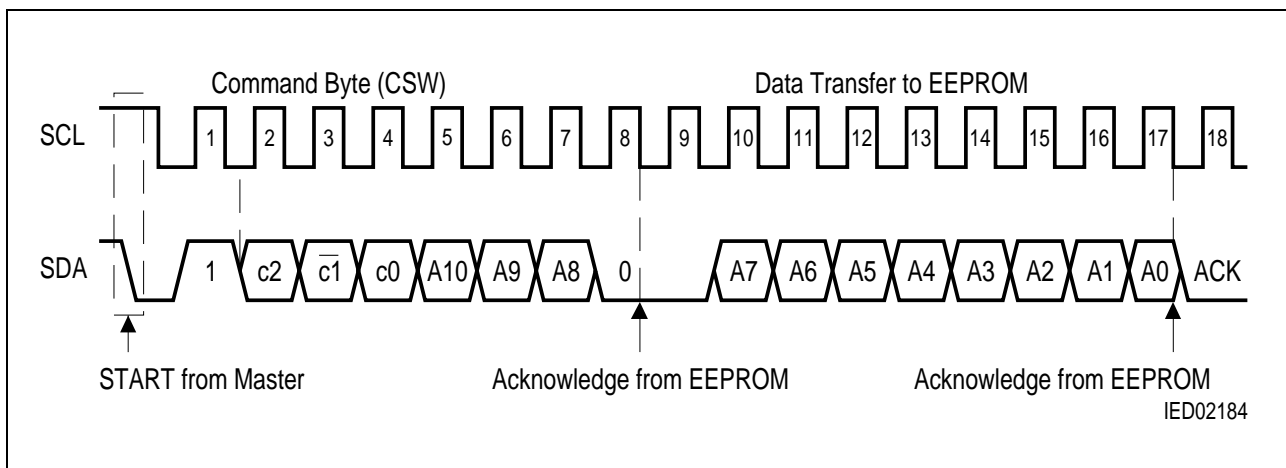 Command Byte (CSW) Data Transfer to EEPROM
SCL 1 2 3 4 5 6 7 8 9 10 11 12 13 14 15 16 17 18
SDA 1 c2 c1̅ c0 A10 A9 A8 0 A7 A6 A5 A4 A3 A2 A1 A0 ACK
START from Master Acknowledge from EEPROM Acknowledge from EEPROM
IED02184